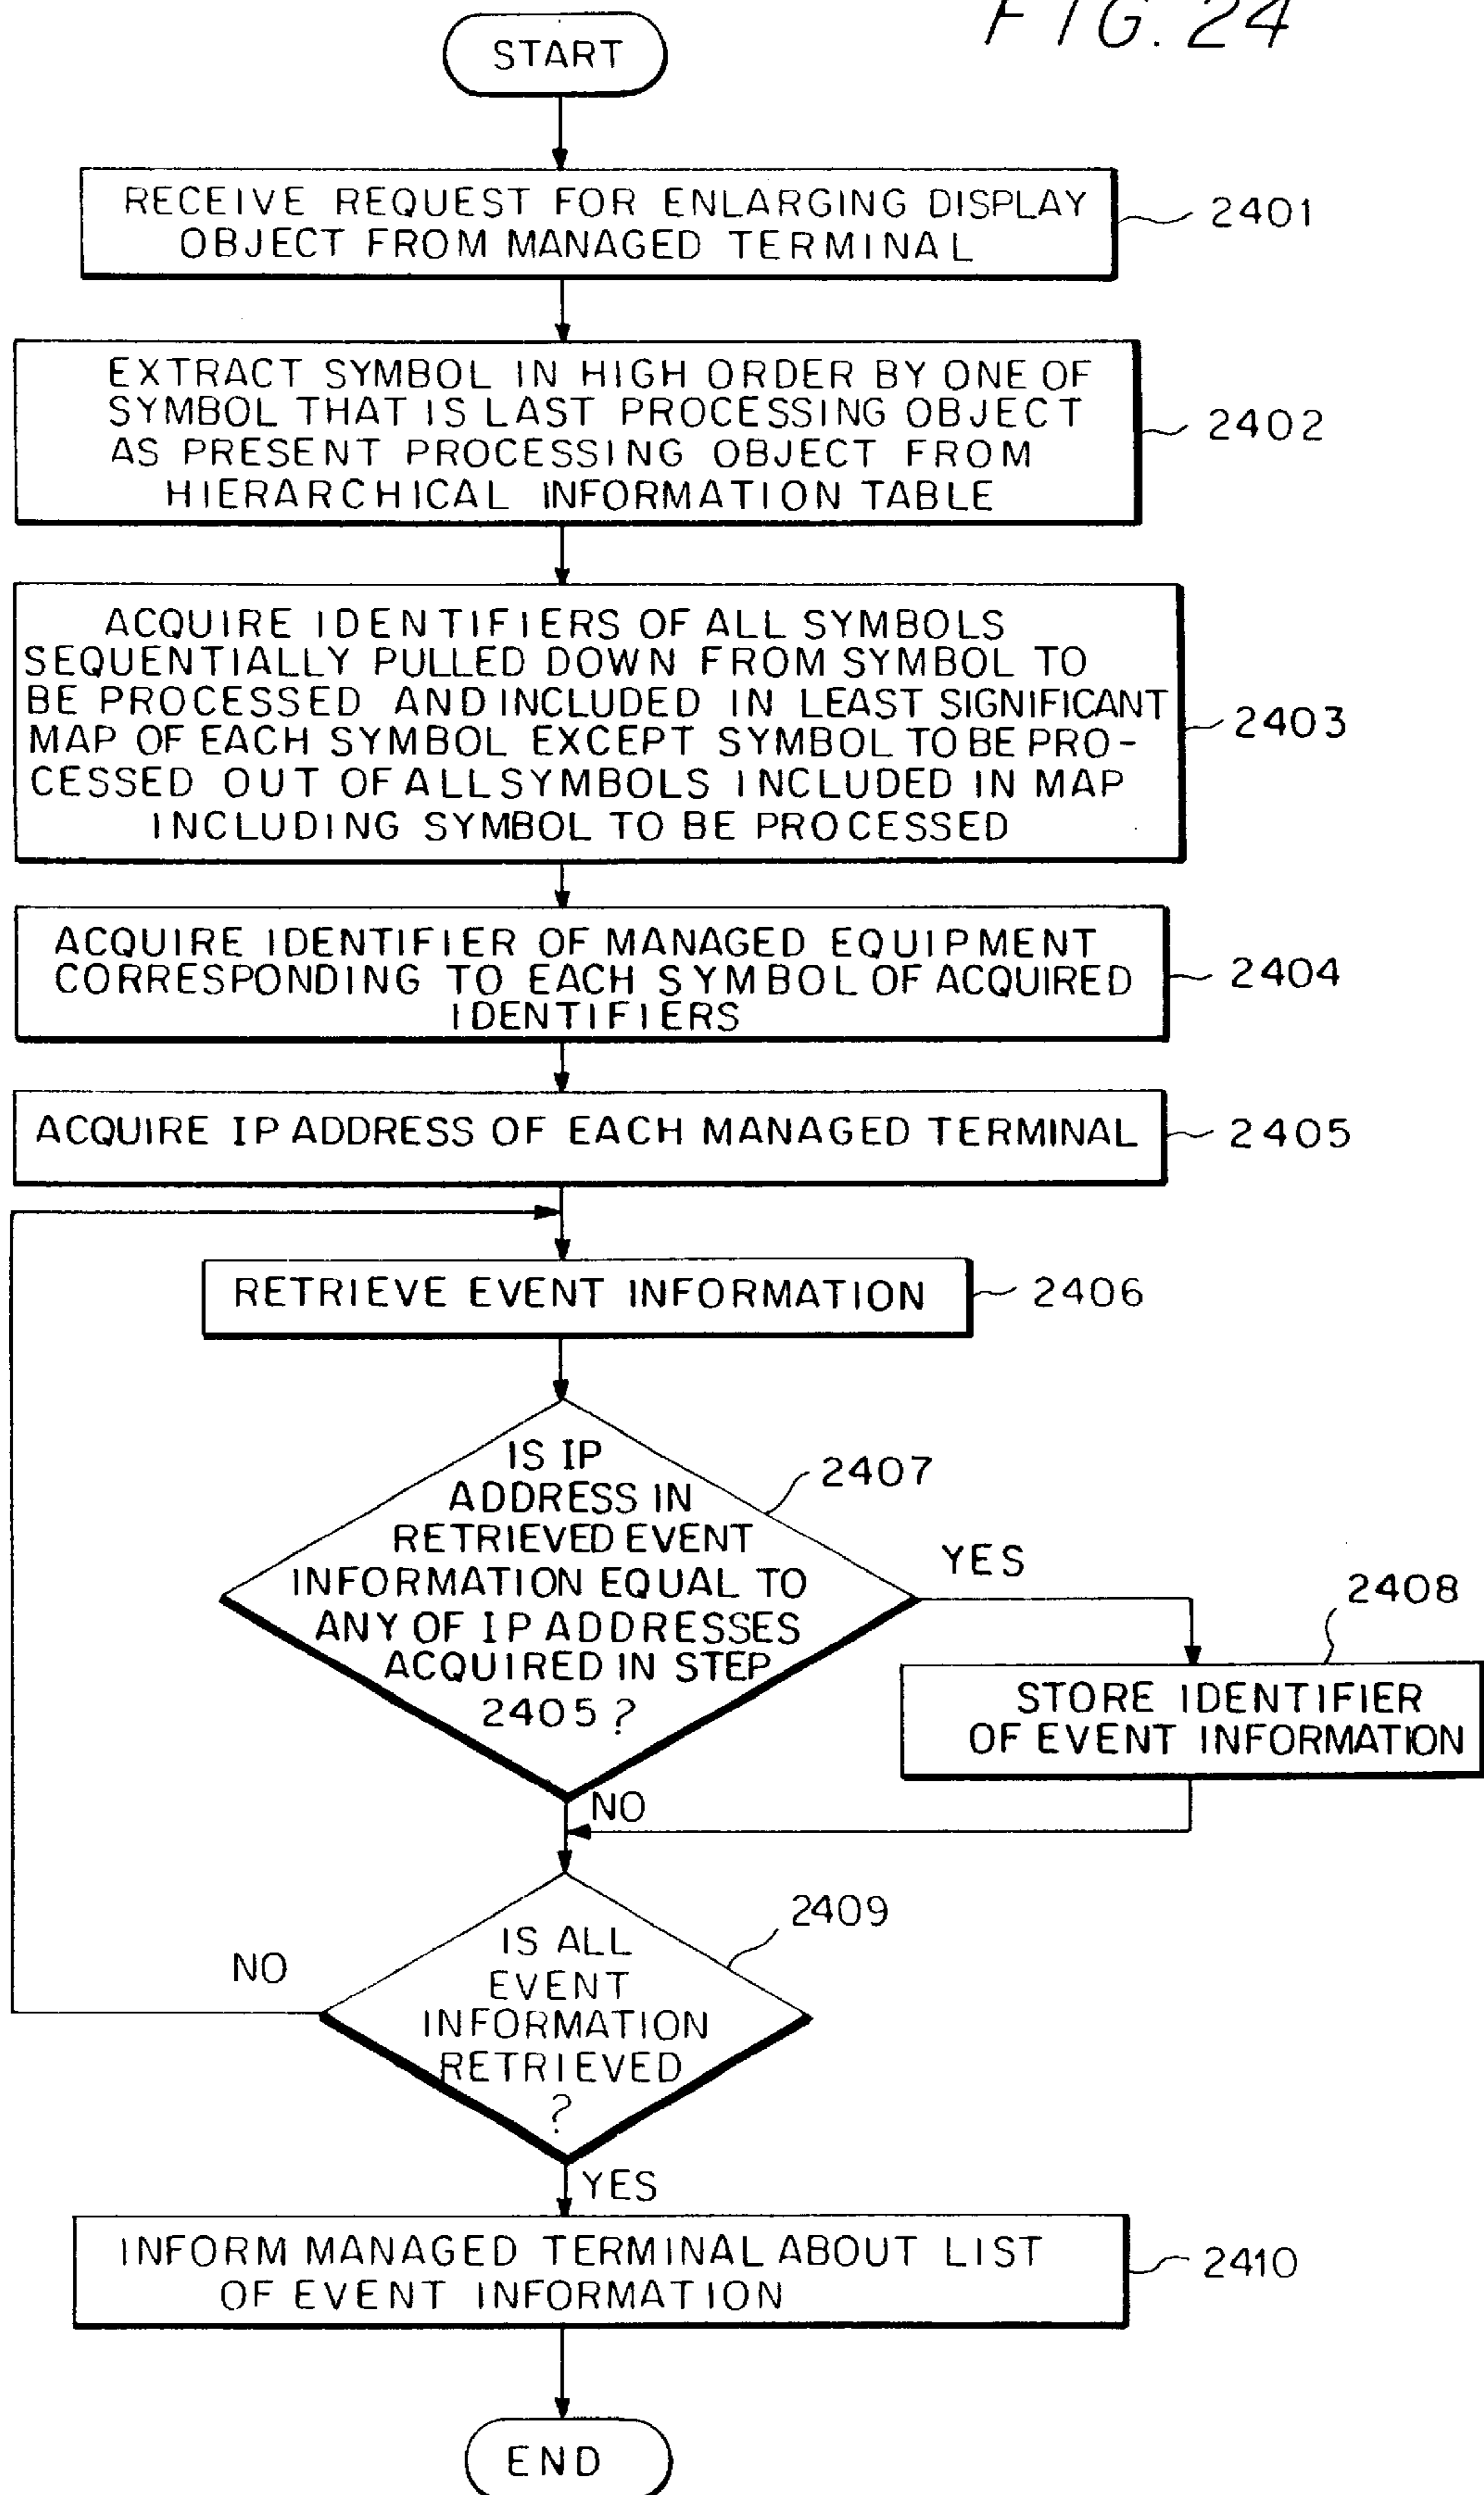 FIG. 24
START
RECEIVE REQUEST FOR ENLARGING DISPLAY
OBJECT FROM MANAGED TERMINAL
2401
EXTRACT SYMBOL IN HIGH ORDER BY ONE OF
SYMBOL THAT IS LAST PROCESSING OBJECT
AS PRESENT PROCESSING OBJECT FROM
HIERARCHICAL INFORMATION TABLE
2402
ACQUIRE IDENTIFIERS OF ALL SYMBOLS
SEQUENTIALLY PULLED DOWN FROM SYMBOL TO
BE PROCESSED AND INCLUDED IN LEAST SIGNIFICANT
MAP OF EACH SYMBOL EXCEPT SYMBOL TO BE PRO-
CESSED OUT OF ALL SYMBOLS INCLUDED IN MAP
INCLUDING SYMBOL TO BE PROCESSED
2403
ACQUIRE IDENTIFIER OF MANAGED EQUIPMENT
CORRESPONDING TO EACH SYMBOL OF ACQUIRED
IDENTIFIERS
2404
ACQUIRE IP ADDRESS OF EACH MANAGED TERMINAL
2405
RETRIEVE EVENT INFORMATION
2406
IS IP
ADDRESS IN
RETRIEVED EVENT
INFORMATION EQUAL TO
ANY OF IP ADDRESSES
ACQUIRED IN STEP
2405 ?
2407
YES
2408
STORE IDENTIFIER
OF EVENT INFORMATION
NO
IS ALL
EVENT
INFORMATION
RETRIEVED
?
2409
NO
YES
INFORM MANAGED TERMINAL ABOUT LIST
OF EVENT INFORMATION
2410
END